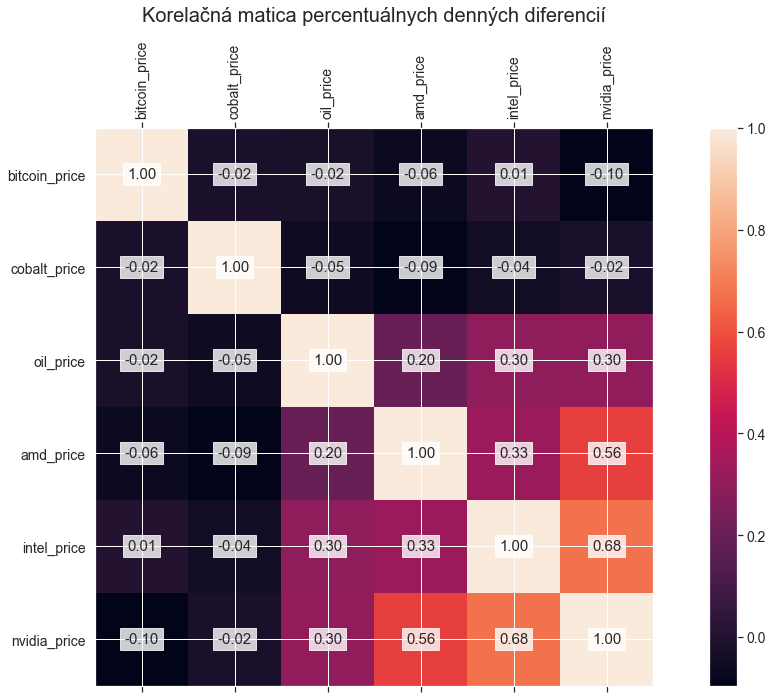 Korelačná matica percentuálnych denných diferencií
bitcoin_price cobalt_price oil_price amd_price intel_price nvidia_price
bitcoin_price 1.00 -0.02 -0.02 -0.06 0.01 -0.10
cobalt_price -0.02 1.00 -0.05 -0.09 -0.04 -0.02
oil_price -0.02 -0.05 1.00 0.20 0.30 0.30
amd_price -0.06 -0.09 0.20 1.00 0.33 0.56
intel_price 0.01 -0.04 0.30 0.33 1.00 0.68
nvidia_price -0.10 -0.02 0.30 0.56 0.68 1.00
1.0
0.8
0.6
0.4
0.2
0.0